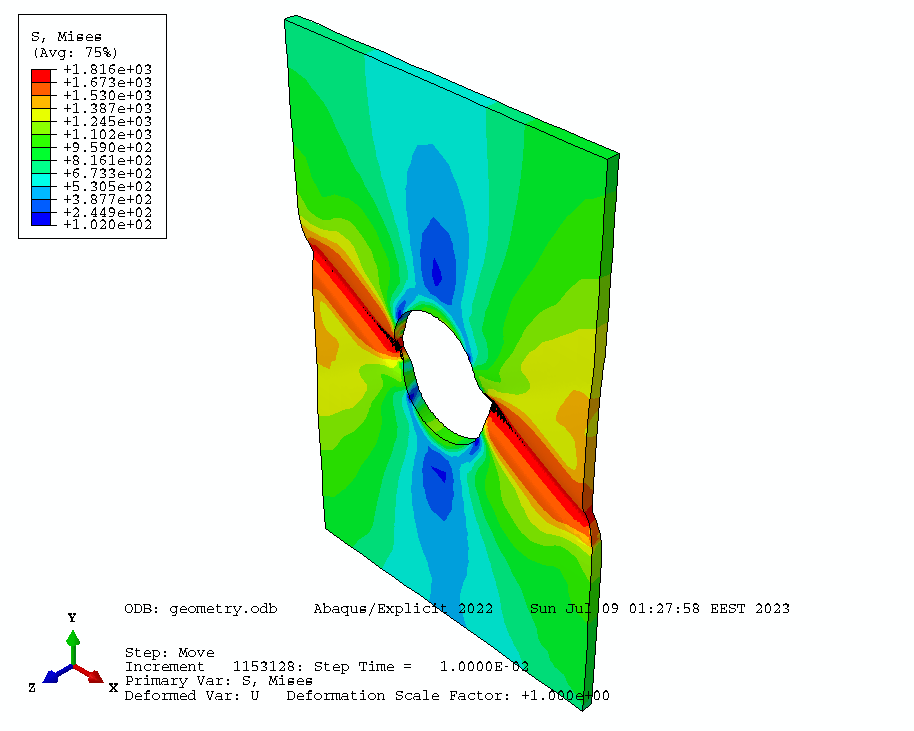 S, Mises
(Avg: 75%)
+1.816e+03
+1.673e+03
+1.530e+03
+1.387e+03
+1.245e+03
+1.102e+03
+9.590e+02
+8.161e+02
+6.733e+02
+5.305e+02
+3.877e+02
+2.449e+02
+1.020e+02
ODB: geometry.odb Abaqus/Explicit 2022 Sun Jul 09 01:27:58 EEST 2023
Y
Z
X
Step: Move
Increment 1153128: Step Time = 1.0000E-02
Primary Var: S, Mises
Deformed Var: U Deformation Scale Factor: +1.000e+00